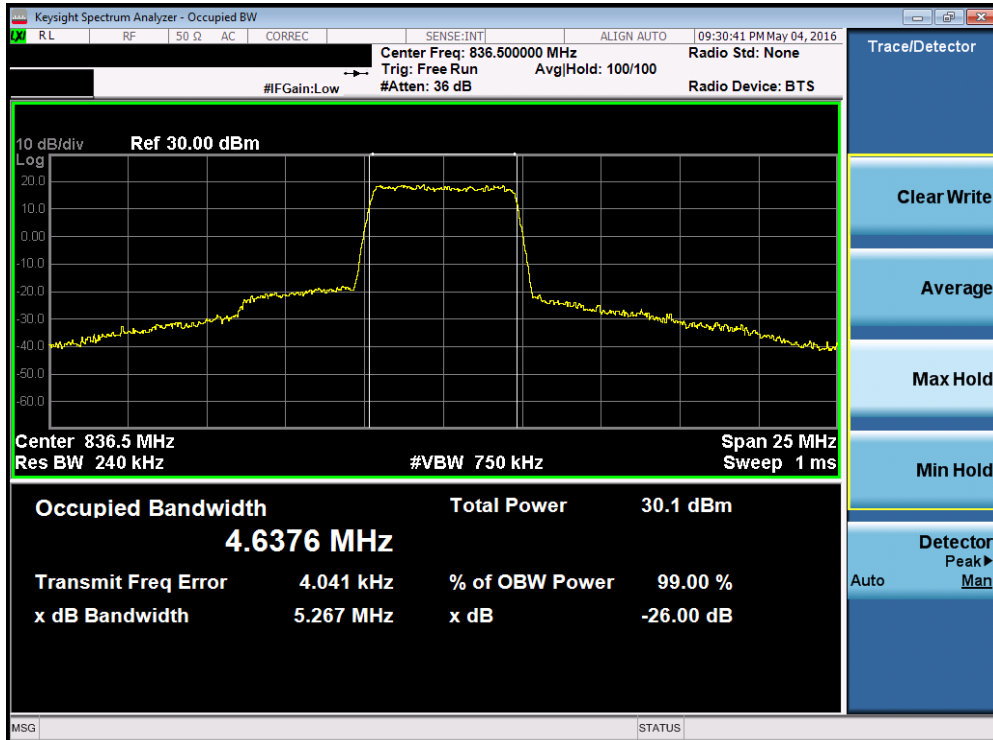 Keysight Spectrum Analyzer - Occupied BW
LXI RL RF 50 Ω AC CORREC SENSE:INT ALIGN AUTO 09:30:41 PM May 04, 2016
Center Freq: 836.500000 MHz Radio Std: None
Trig: Free Run Avg|Hold: 100/100
#IFGain:Low #Atten: 36 dB Radio Device: BTS
Trace/Detector
10 dB/div Ref 30.00 dBm
Log
20.0
10.0
0.00
-10.0
-20.0
-30.0
-40.0
-50.0
-60.0
Center 836.5 MHz Span 25 MHz
Res BW 240 kHz #VBW 750 kHz Sweep 1 ms
Occupied Bandwidth Total Power 30.1 dBm
4.6376 MHz
Transmit Freq Error 4.041 kHz % of OBW Power 99.00 %
x dB Bandwidth 5.267 MHz x dB -26.00 dB
Clear Write
Average
Max Hold
Min Hold
Detector
Peak▶
Auto Man
MSG STATUS